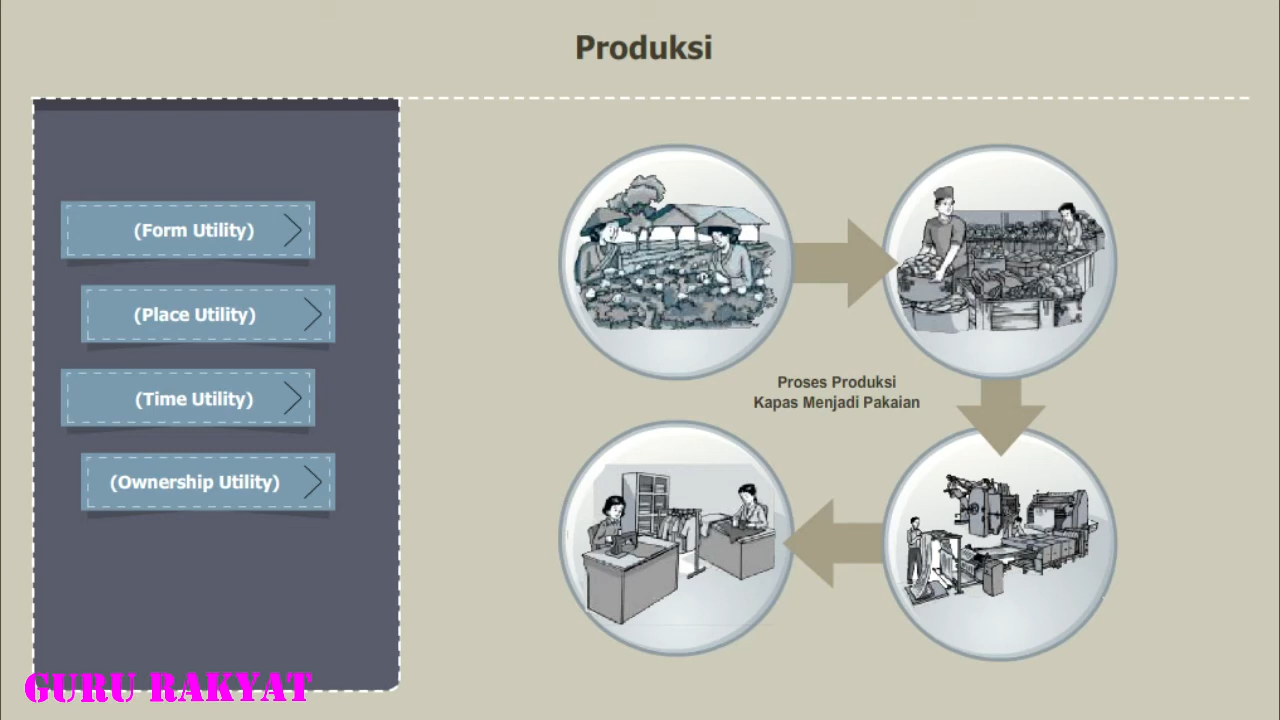 Produksi
(Form Utility)
(Place Utility)
(Time Utility)
(Ownership Utility)
Proses Produksi
Kapas Menjadi Pakaian
GURU RAKYAT